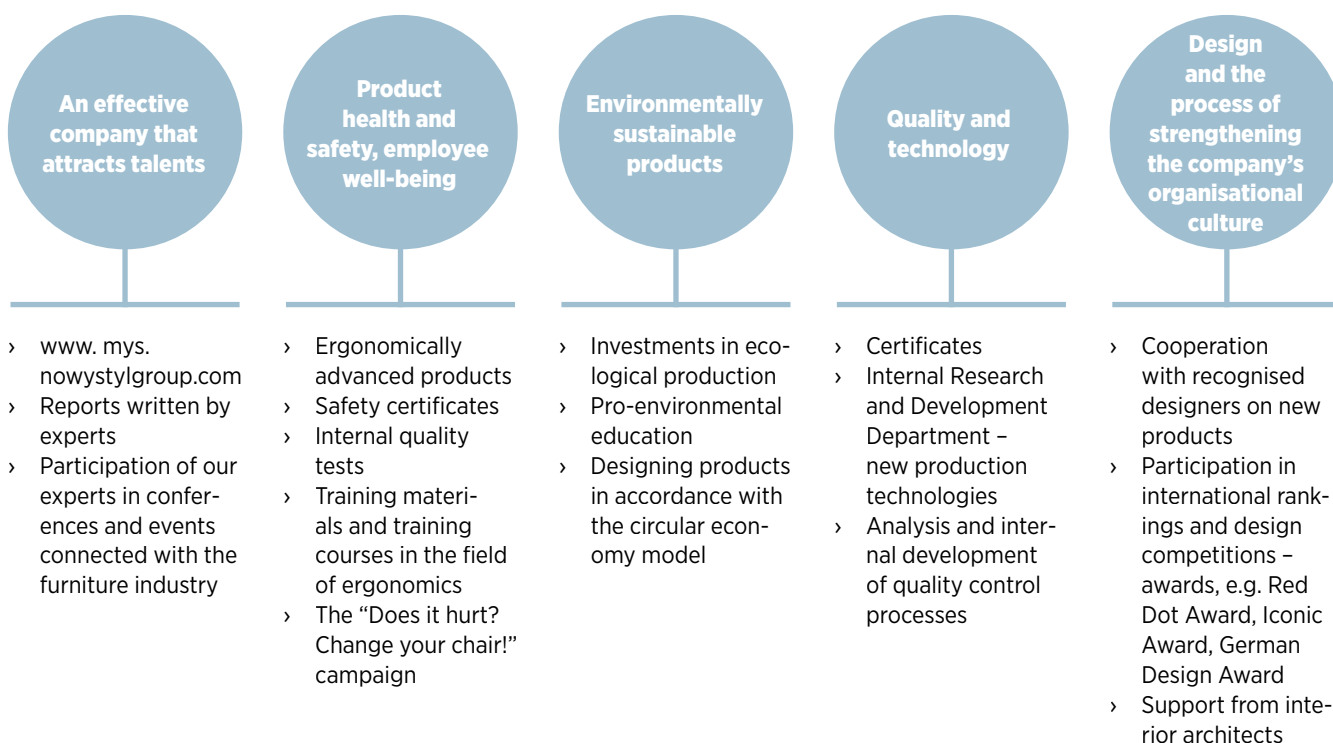 An effective
company that
attracts talents
› www. mys.
nowystylgroup.com
› Reports written by
experts
› Participation of our
experts in confer-
ences and events
connected with the
furniture industry
Product
health and
safety, employee
well-being
› Ergonomically
advanced products
› Safety certificates
› Internal quality
tests
› Training materi-
als and training
courses in the field
of ergonomics
› The “Does it hurt?
Change your chair!”
campaign
Environmentally
sustainable
products
› Investments in eco-
logical production
› Pro-environmental
education
› Designing products
in accordance with
the circular econ-
omy model
Quality and
technology
› Certificates
› Internal Research
and Development
Department –
new production
technologies
› Analysis and inter-
nal development
of quality control
processes
Design
and the
process of
strengthening
the company’s
organisational
culture
› Cooperation
with recognised
designers on new
products
› Participation in
international rank-
ings and design
competitions –
awards, e.g. Red
Dot Award, Iconic
Award, German
Design Award
› Support from inte-
rior architects